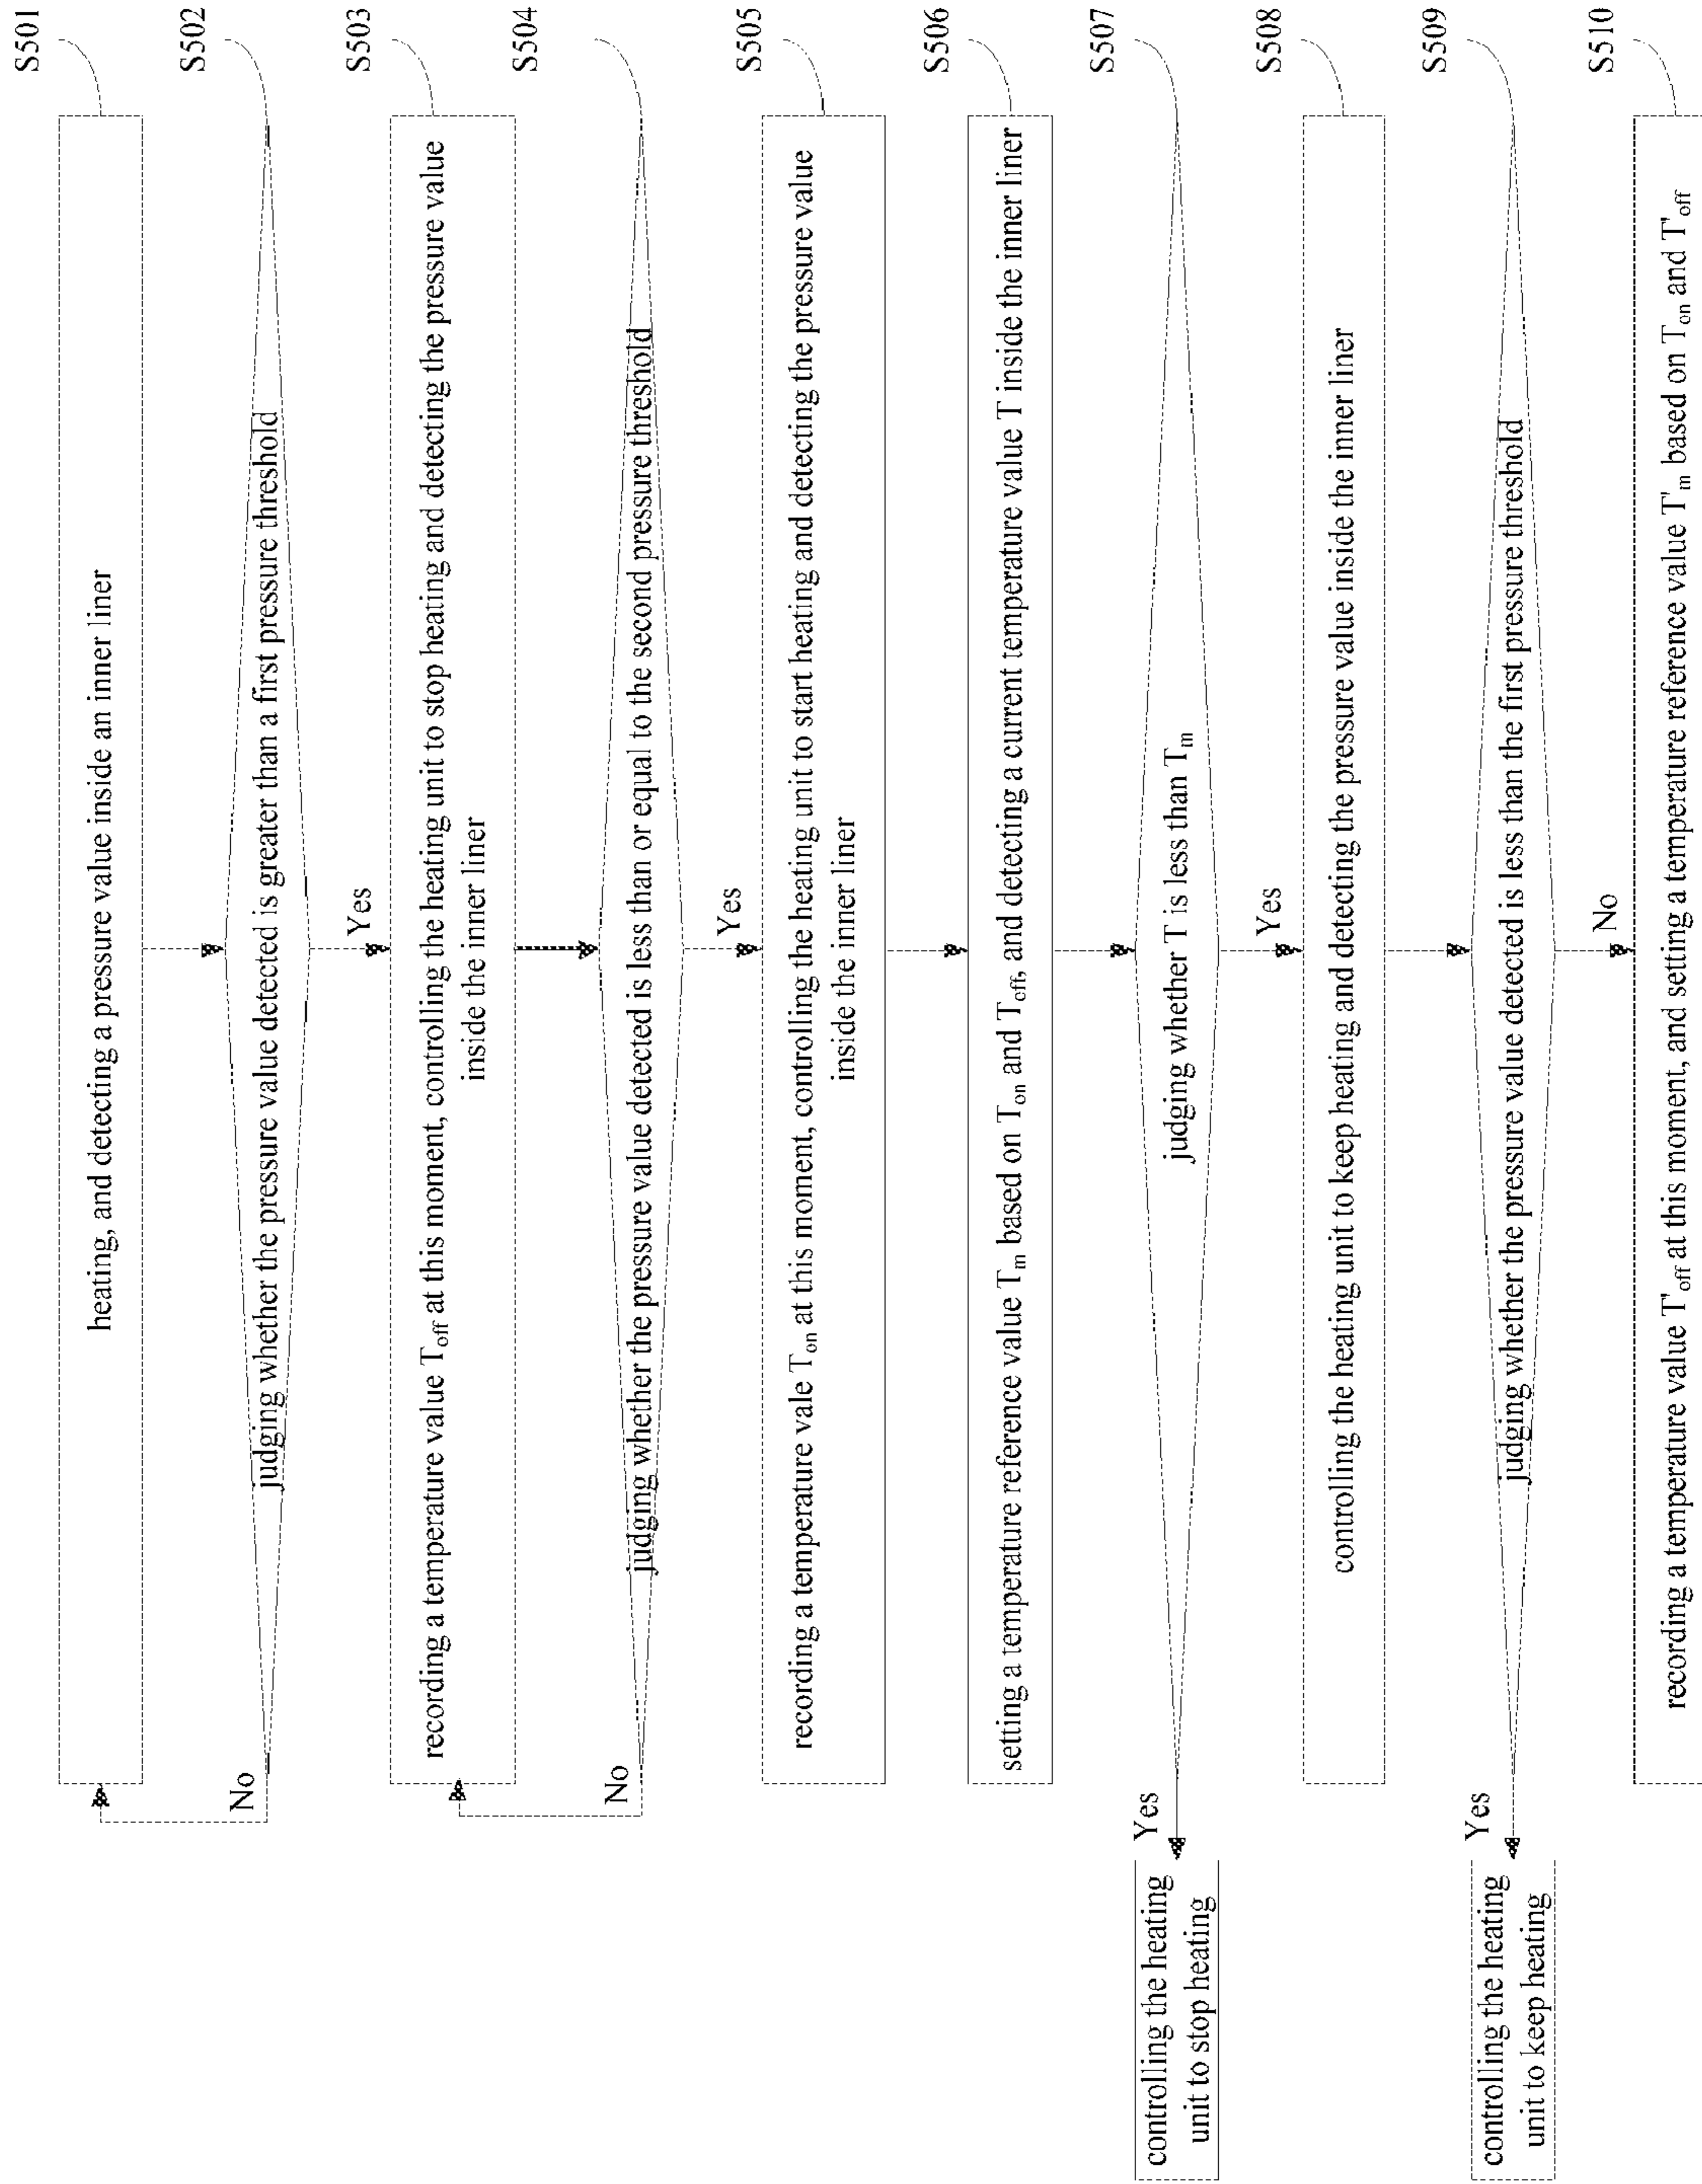 S501
heating, and detecting a pressure value inside an inner liner
S502
judging whether the pressure value detected is greater than a first pressure threshold
No
Yes
S503
recording a temperature value Toff at this moment, controlling the heating unit to stop heating and detecting the pressure value
inside the inner liner
S504
judging whether the pressure value detected is less than or equal to the second pressure threshold
No
Yes
S505
recording a temperature vale Ton at this moment, controlling the heating unit to start heating and detecting the pressure value
inside the inner liner
S506
setting a temperature reference value Tm based on Ton and Toff, and detecting a current temperature value T inside the inner liner
S507
judging whether T is less than Tm
Yes
controlling the heating
unit to stop heating
Yes
S508
controlling the heating unit to keep heating and detecting the pressure value inside the inner liner
S509
judging whether the pressure value detected is less than the first pressure threshold
Yes
controlling the heating
unit to keep heating
No
S510
recording a temperature value T'off at this moment, and setting a temperature reference value T'm based on Ton and T'off